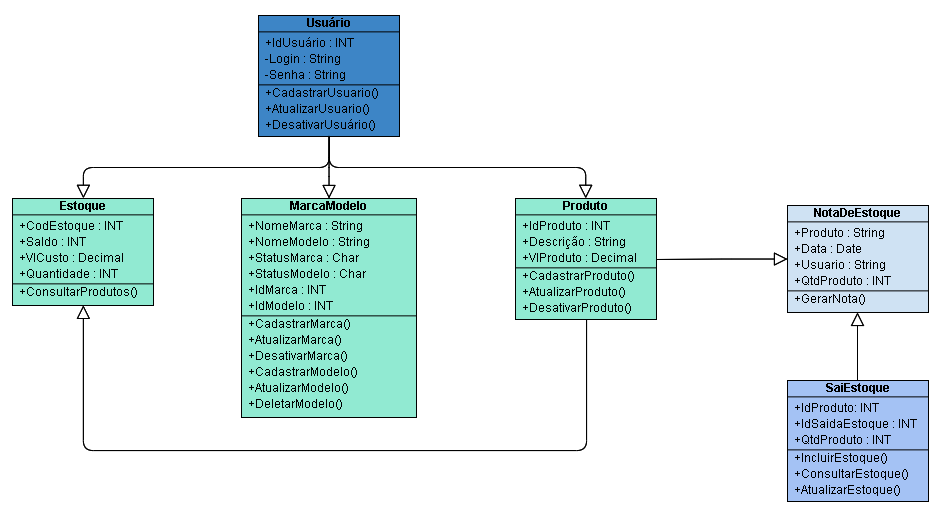 Usuário
+IdUsuário : INT
-Login : String
-Senha : String
+CadastrarUsuario()
+AtualizarUsuario()
+DesativarUsuário()
Estoque
+CodEstoque : INT
+Saldo : INT
+VlCusto : Decimal
+Quantidade : INT
+ConsultarProdutos()
MarcaModelo
+NomeMarca : String
+NomeModelo : String
+StatusMarca : Char
+StatusModelo : Char
+IdMarca : INT
+IdModelo : INT
+CadastrarMarca()
+AtualizarMarca()
+DesativarMarca()
+CadastrarModelo()
+AtualizarModelo()
+DeletarModelo()
Produto
+IdProduto : INT
+Descrição : String
+VlProduto : Decimal
+CadastrarProduto()
+AtualizarProduto()
+DesativarProduto()
NotaDeEstoque
+Produto : String
+Data : Date
+Usuario : String
+QtdProduto : INT
+GerarNota()
SaiEstoque
+IdProduto: INT
+IdSaidaEstoque : INT
+QtdProduto : INT
+IncluirEstoque()
+ConsultarEstoque()
+AtualizarEstoque()